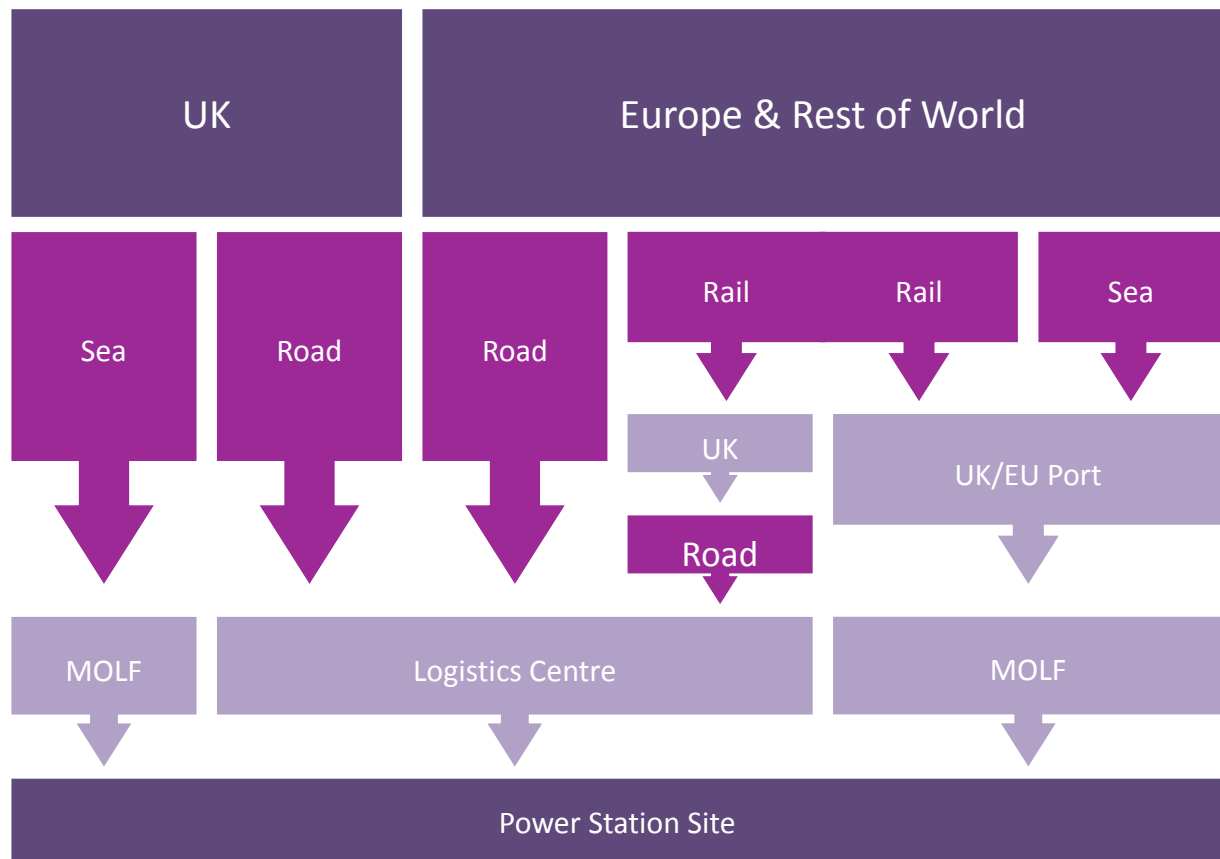 UK
Europe & Rest of World
Sea
Road
Road
Rail
Rail
Sea
UK
UK/EU Port
Road
MOLF
Logistics Centre
MOLF
Power Station Site